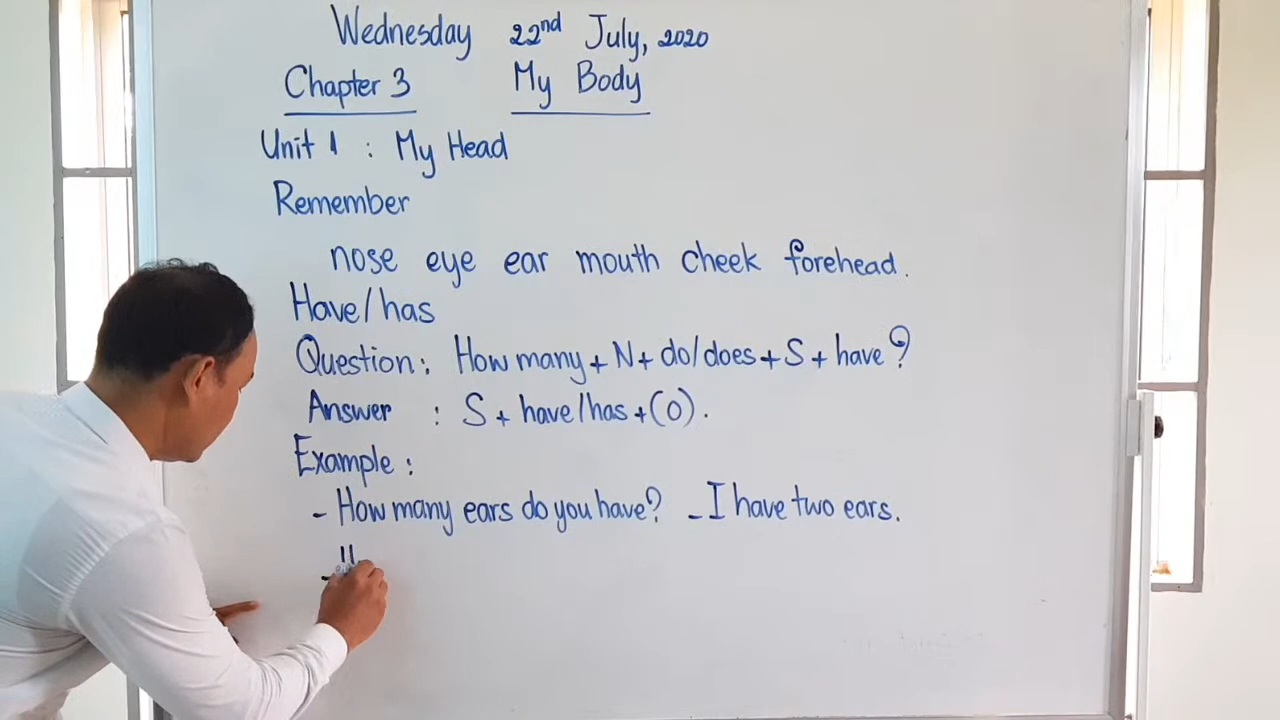 Wednesday 22nd July, 2020
Chapter 3 My Body
Unit 1 : My Head
Remember
nose eye ear mouth cheek forehead.
Have/has
Question: How many + N + do/does + S + have?
Answer : S + have/has + (O).
Example :
- How many ears do you have? - I have two ears.